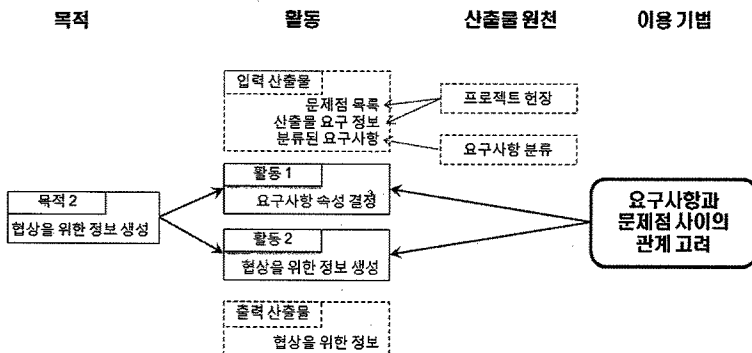 목적 활동 산출물 원천 이용 기법
입력 산출물
문제점 목록
산출물 요구 정보
분류된 요구사항
프로젝트 헌장
요구사항 분류
목적 2
협상을 위한 정보 생성
활동 1
요구사항 속성 결정
활동 2
협상을 위한 정보 생성
요구사항과
문제점 사이의
관계 고려
출력 산출물
협상을 위한 정보